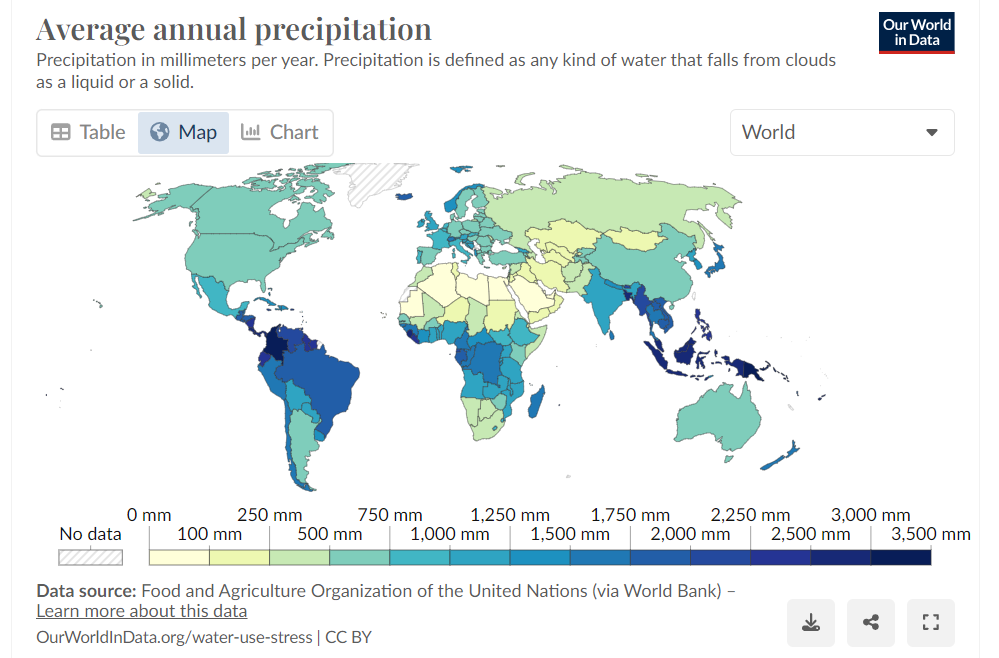 Average annual precipitation
Our World
in Data
Precipitation in millimeters per year. Precipitation is defined as any kind of water that falls from clouds
as a liquid or a solid.
Table
Map
Chart
World
0 mm 250 mm 750 mm 1,250 mm 1,750 mm 2,250 mm 3,000 mm
No data 100 mm 500 mm 1,000 mm 1,500 mm 2,000 mm 2,500 mm 3,500 mm
Data source: Food and Agriculture Organization of the United Nations (via World Bank) –
Learn more about this data
OurWorldInData.org/water-use-stress | CC BY